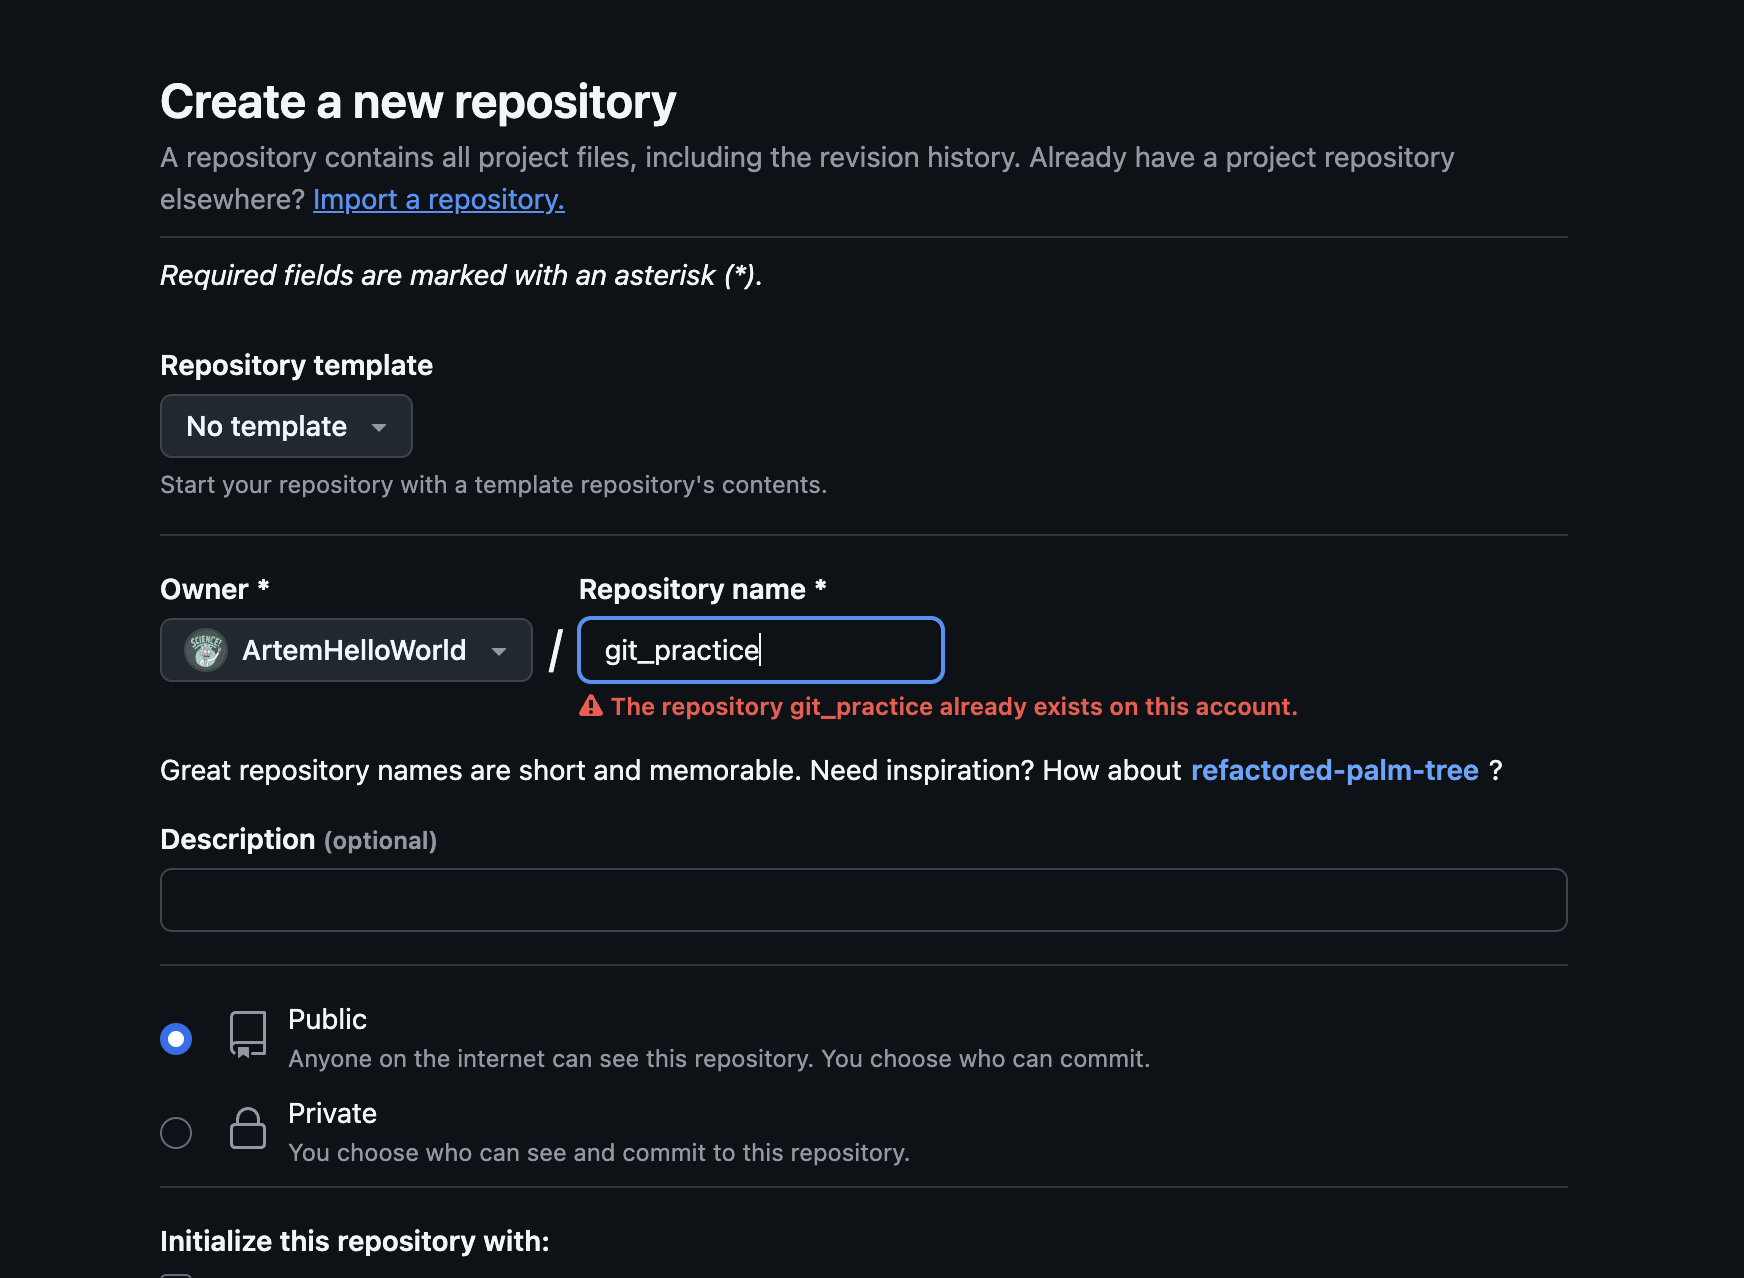 Create a new repository
A repository contains all project files, including the revision history. Already have a project repository
elsewhere? Import a repository.
Required fields are marked with an asterisk (*).
Repository template
No template
Start your repository with a template repository's contents.
Owner *
Repository name *
SCIENCE!
ArtemHelloWorld
/
git_practice
The repository git_practice already exists on this account.
Great repository names are short and memorable. Need inspiration? How about refactored-palm-tree ?
Description (optional)
Public
Anyone on the internet can see this repository. You choose who can commit.
Private
You choose who can see and commit to this repository.
Initialize this repository with: